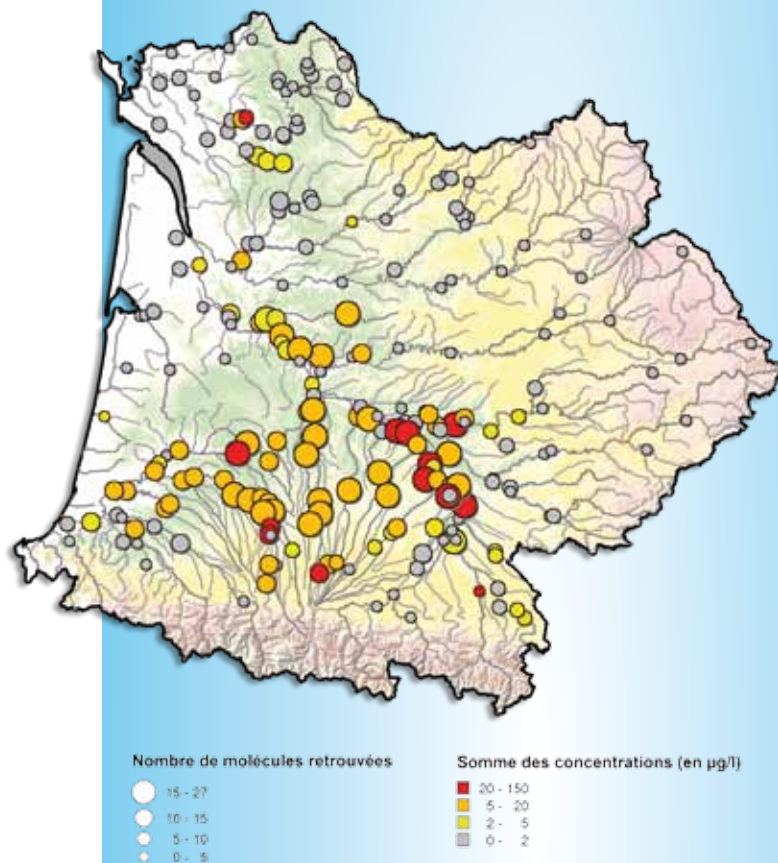 Nombre de molécules retrouvées
15 - 27
10 - 15
5 - 10
0 - 5
Somme des concentrations (en µg/l)
20 - 150
5 - 20
2 - 5
0 - 2